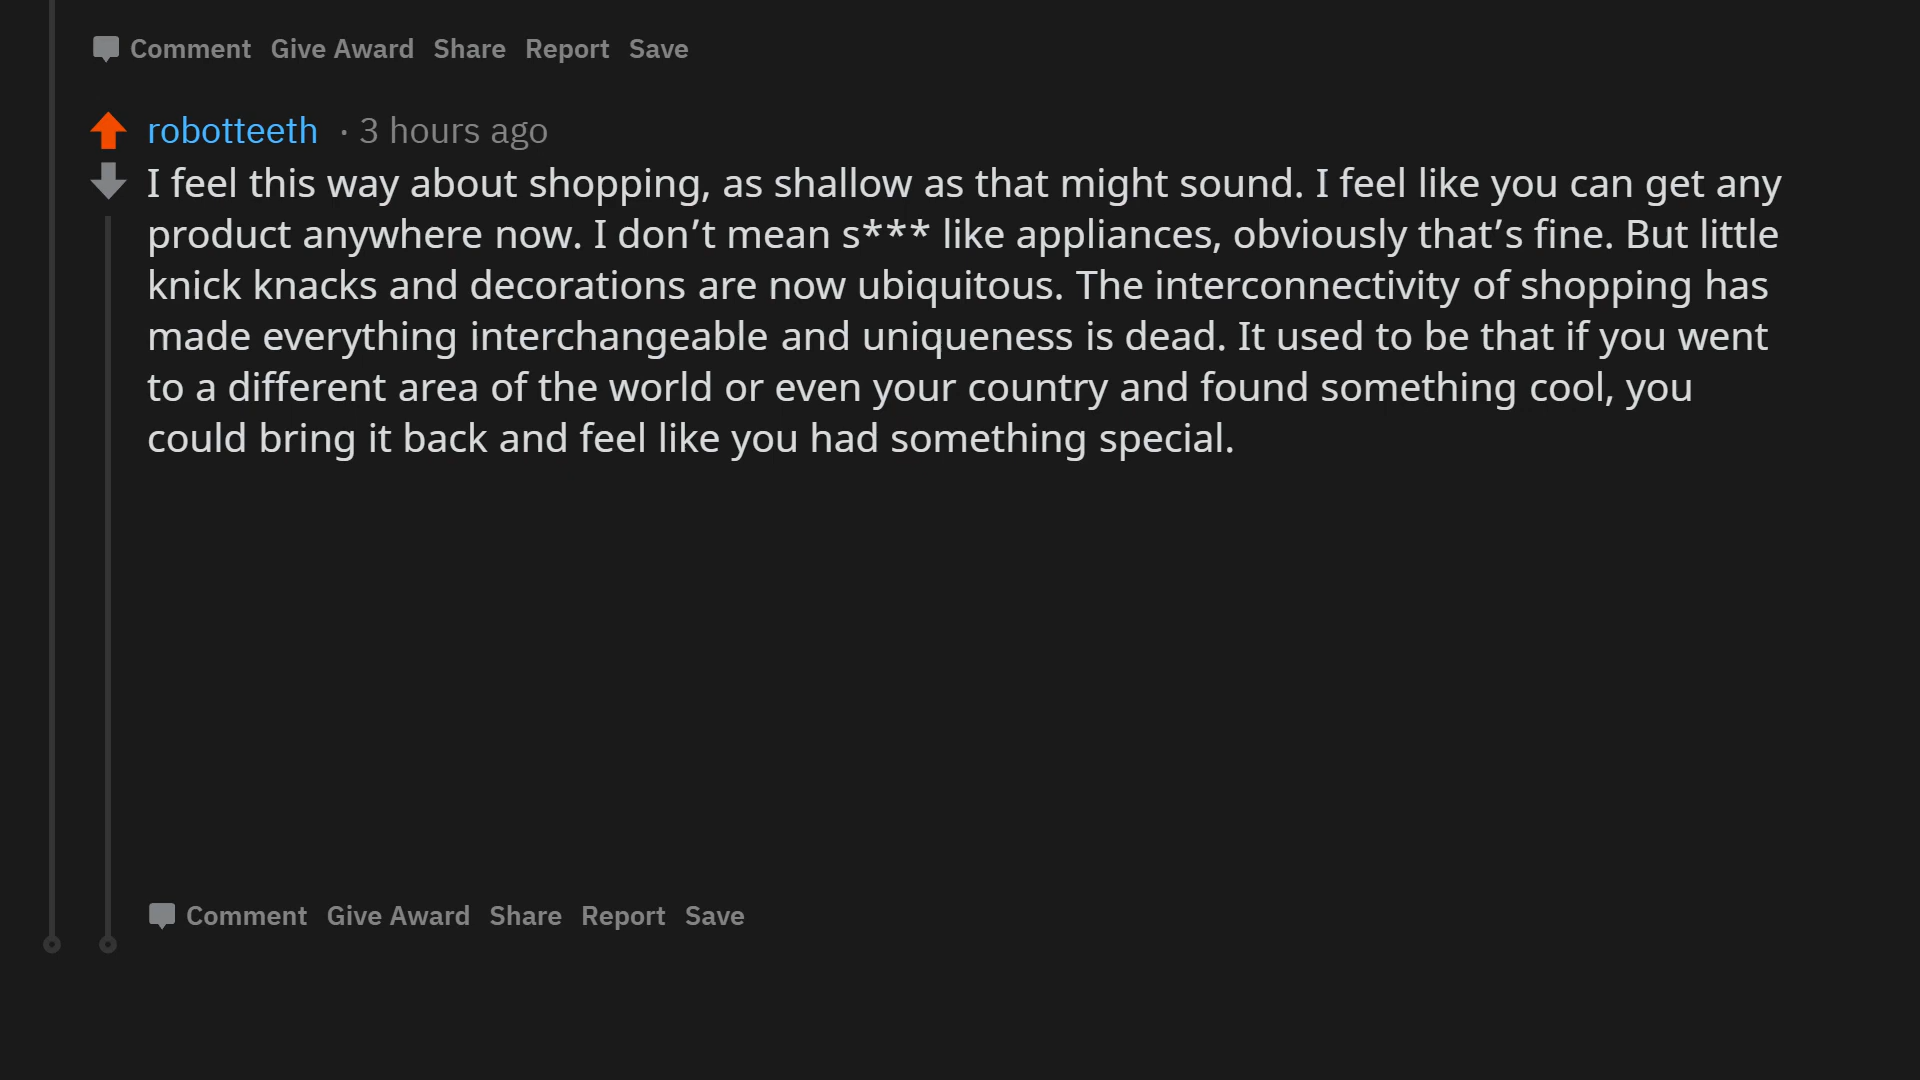 Comment Give Award Share Report Save
robotteeth · 3 hours ago
I feel this way about shopping, as shallow as that might sound. I feel like you can get any
product anywhere now. I don’t mean s*** like appliances, obviously that’s fine. But little
knick knacks and decorations are now ubiquitous. The interconnectivity of shopping has
made everything interchangeable and uniqueness is dead. It used to be that if you went
to a different area of the world or even your country and found something cool, you
could bring it back and feel like you had something special.
Comment Give Award Share Report Save